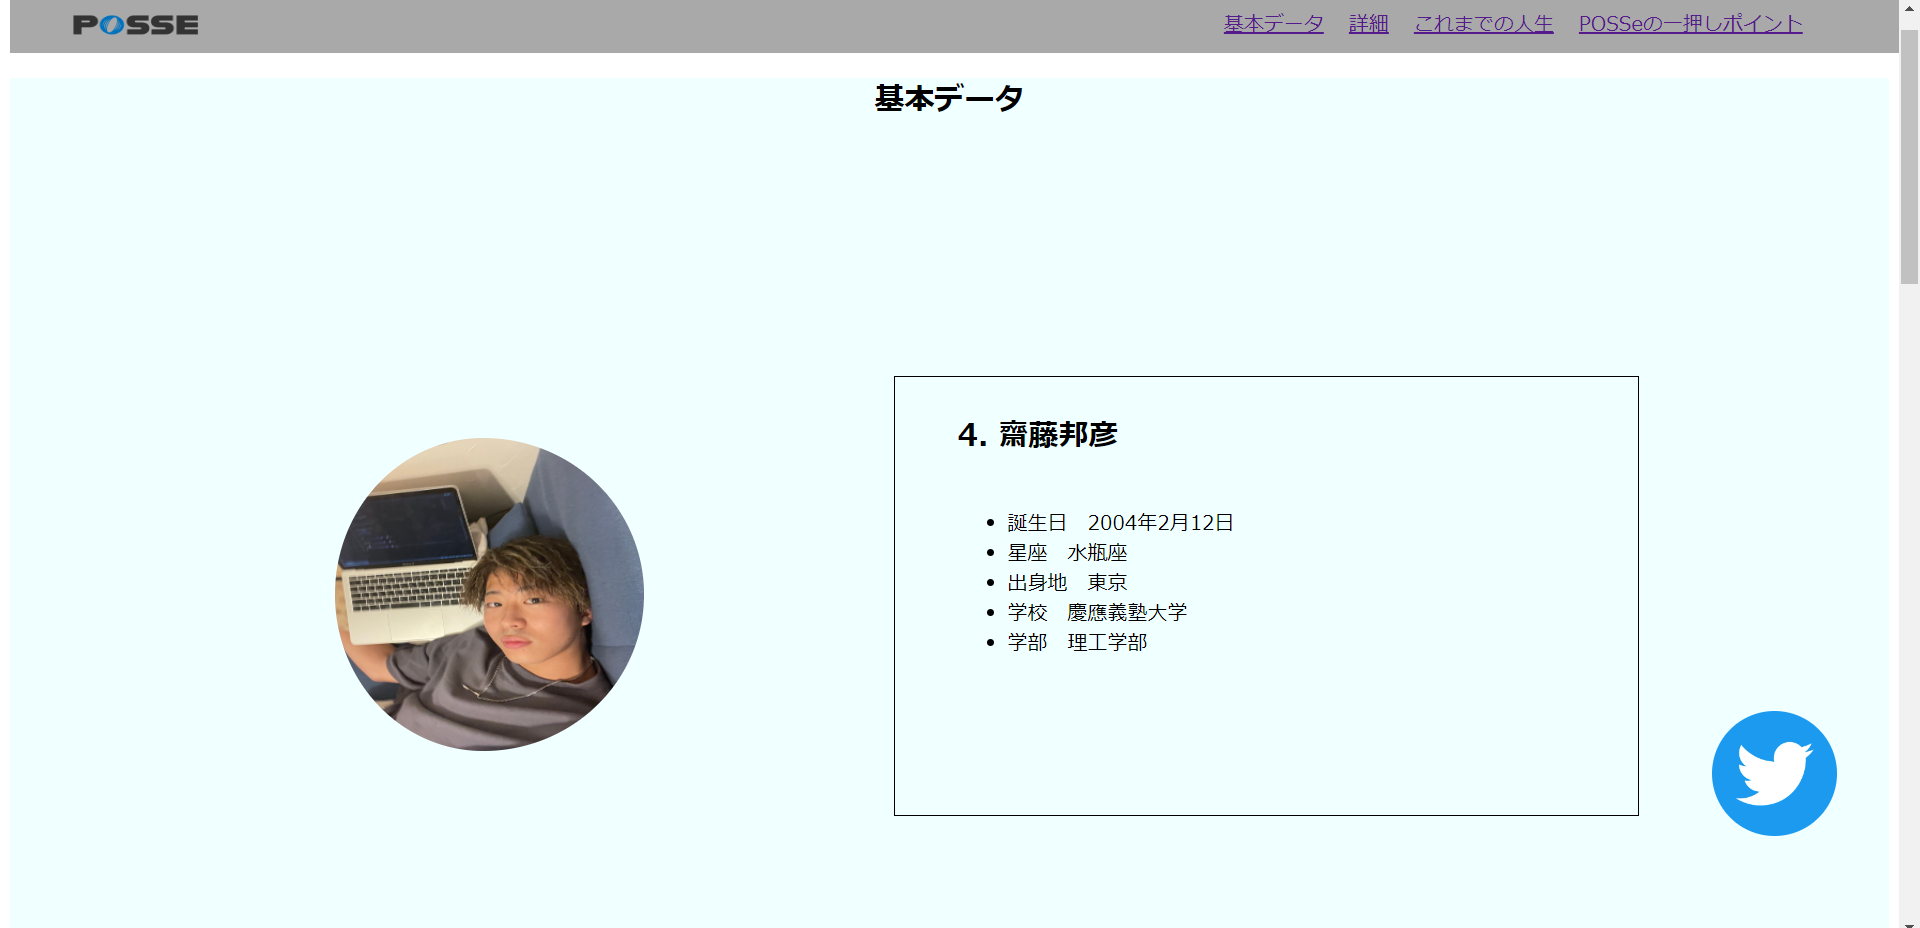 POSSE
基本データ 詳細 これまでの人生 POSSeの一押しポイント
基本データ
4. 齋藤邦彦
誕生日　2004年2月12日
星座　水瓶座
出身地　東京
学校　慶應義塾大学
学部　理工学部